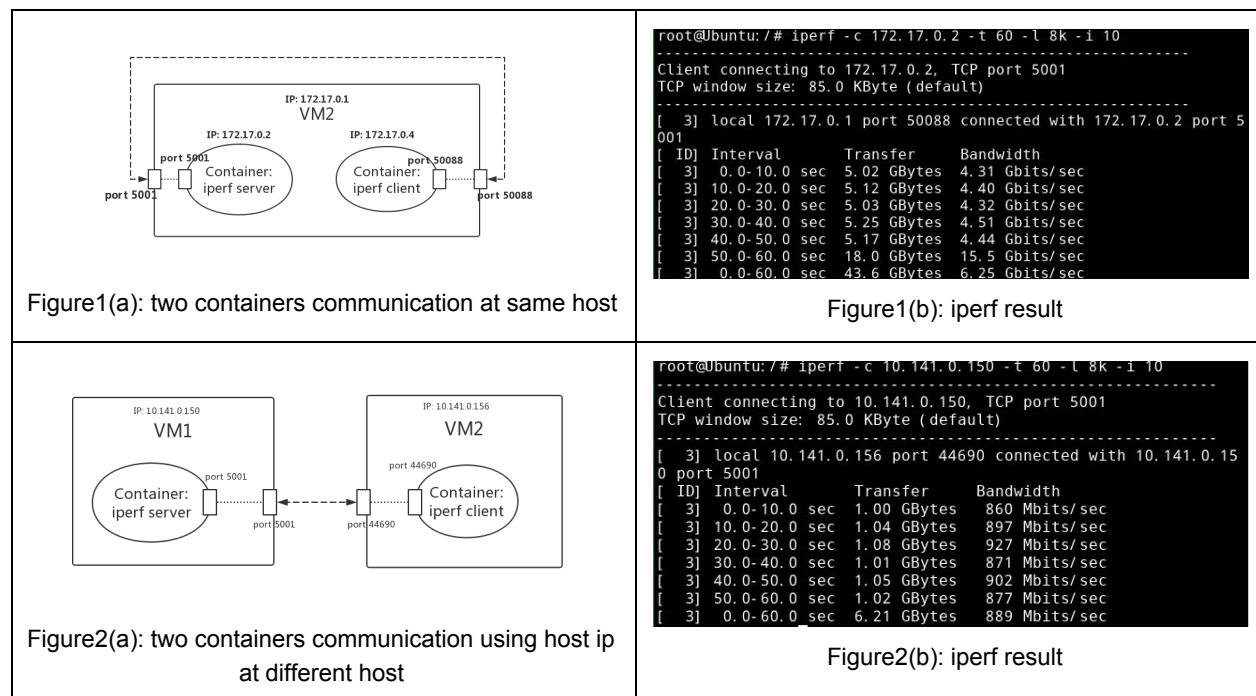 IP: 172.17.0.1
VM2
IP: 172.17.0.2
IP: 172.17.0.4
port 5001
port 50088
Container:
iperf server
Container:
iperf client
port 5001
port 50088
Figure1(a): two containers communication at same host
root@Ubuntu:/# iperf -c 172.17.0.2 -t 60 -l 8k -i 10
------------------------------------------------------------
Client connecting to 172.17.0.2, TCP port 5001
TCP window size: 85.0 KByte (default)
------------------------------------------------------------
[  3] local 172.17.0.1 port 50088 connected with 172.17.0.2 port 5
001
[ ID] Interval       Transfer     Bandwidth
[  3]  0.0-10.0 sec  5.02 GBytes  4.31 Gbits/sec
[  3] 10.0-20.0 sec  5.12 GBytes  4.40 Gbits/sec
[  3] 20.0-30.0 sec  5.03 GBytes  4.32 Gbits/sec
[  3] 30.0-40.0 sec  5.25 GBytes  4.51 Gbits/sec
[  3] 40.0-50.0 sec  5.17 GBytes  4.44 Gbits/sec
[  3] 50.0-60.0 sec  18.0 GBytes  15.5 Gbits/sec
[  3]  0.0-60.0 sec  43.6 GBytes  6.25 Gbits/sec
Figure1(b): iperf result
IP: 10.141.0.150
VM1
port 5001
Container:
iperf server
port 5001
IP: 10.141.0.156
VM2
port 44690
Container:
iperf client
port 44690
Figure2(a): two containers communication using host ip
at different host
root@Ubuntu:/# iperf -c 10.141.0.150 -t 60 -l 8k -i 10
------------------------------------------------------------
Client connecting to 10.141.0.150, TCP port 5001
TCP window size: 85.0 KByte (default)
------------------------------------------------------------
[  3] local 10.141.0.156 port 44690 connected with 10.141.0.15
0 port 5001
[ ID] Interval       Transfer     Bandwidth
[  3]  0.0-10.0 sec  1.00 GBytes   860 Mbits/sec
[  3] 10.0-20.0 sec  1.04 GBytes   897 Mbits/sec
[  3] 20.0-30.0 sec  1.08 GBytes   927 Mbits/sec
[  3] 30.0-40.0 sec  1.01 GBytes   871 Mbits/sec
[  3] 40.0-50.0 sec  1.05 GBytes   902 Mbits/sec
[  3] 50.0-60.0 sec  1.02 GBytes   877 Mbits/sec
[  3]  0.0-60.0 sec  6.21 GBytes   889 Mbits/sec
Figure2(b): iperf result